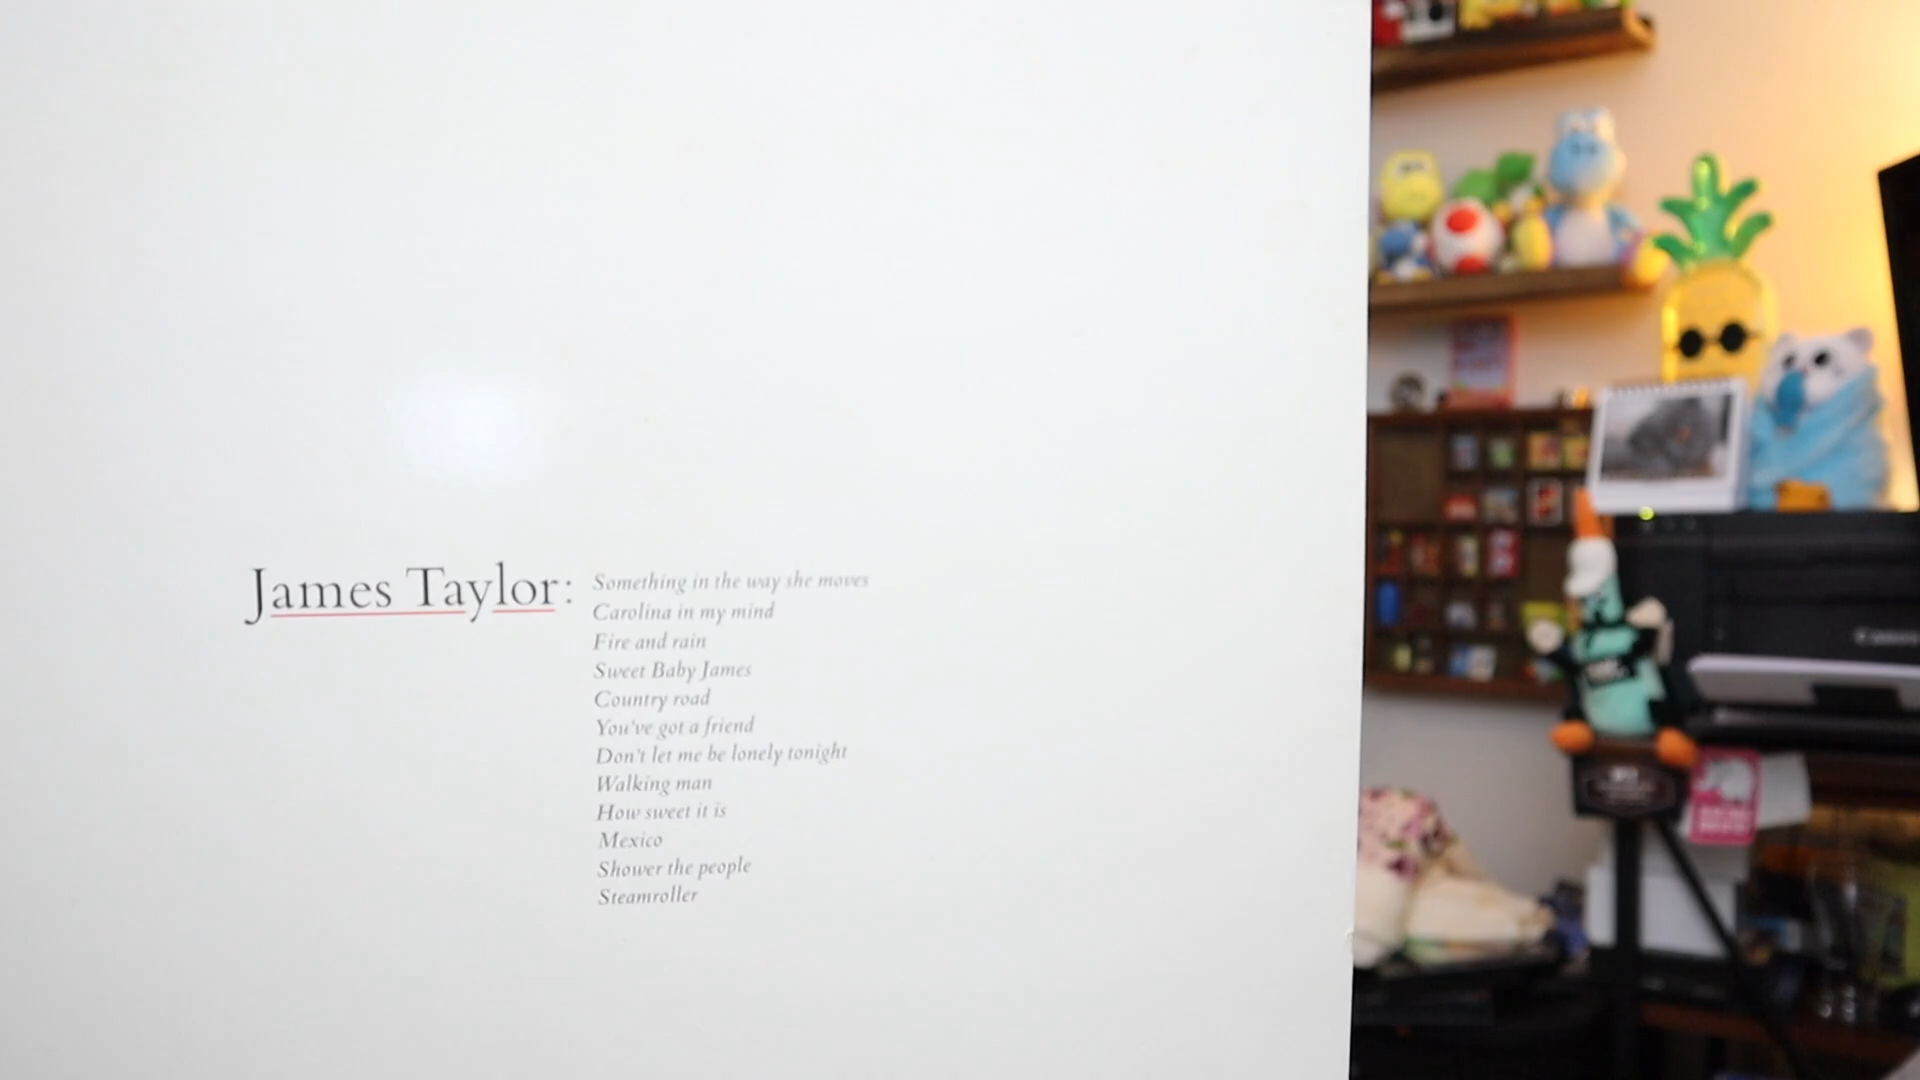 James Taylor:
Something in the way she moves
Carolina in my mind
Fire and rain
Sweet Baby James
Country road
You've got a friend
Don't let me be lonely tonight
Walking man
How sweet it is
Mexico
Shower the people
Steamroller
Canon